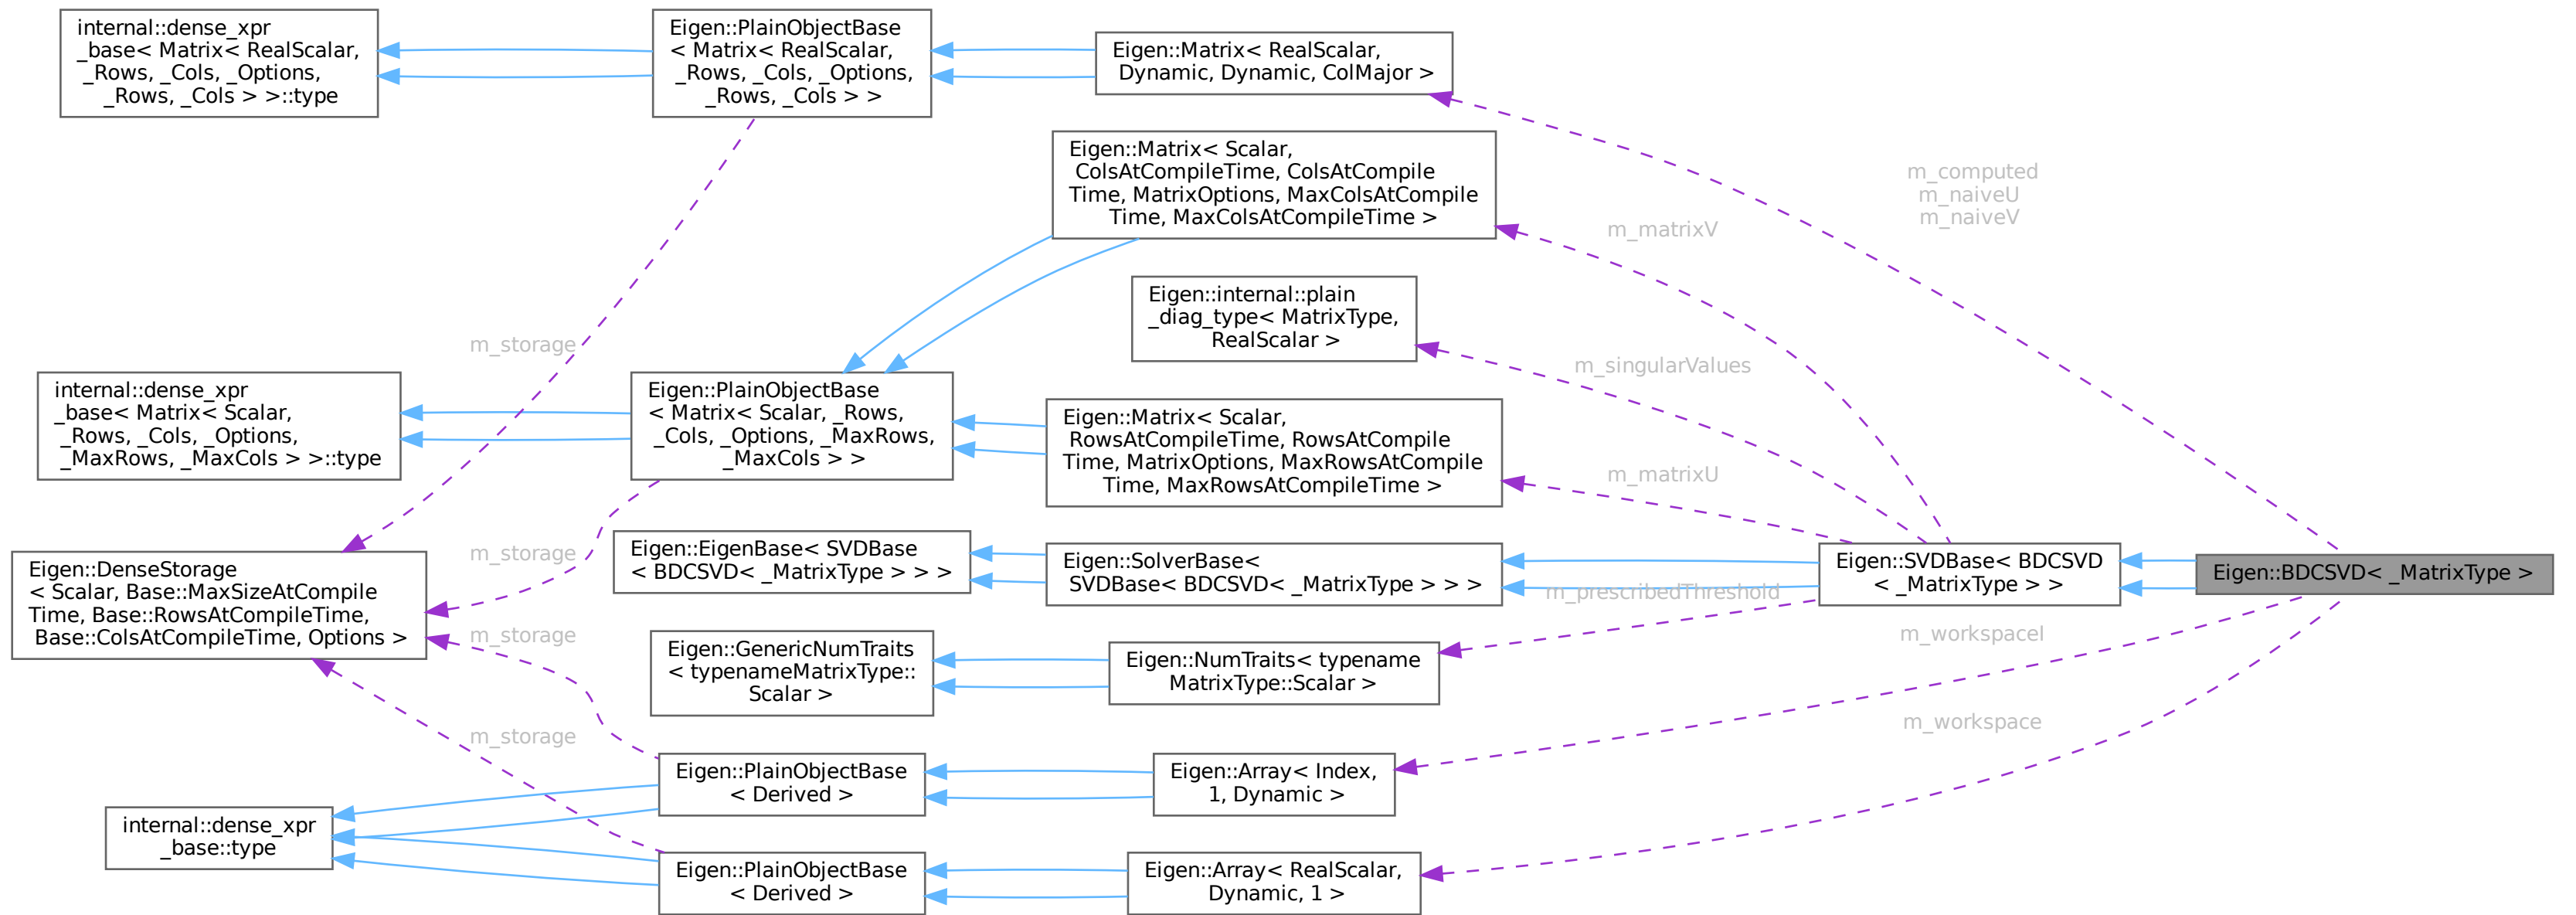 internal::dense_xpr
_base< Matrix< RealScalar,
_Rows, _Cols, _Options,
_Rows, _Cols > >::type
Eigen::PlainObjectBase
< Matrix< RealScalar,
_Rows, _Cols, _Options,
_Rows, _Cols > >
Eigen::Matrix< RealScalar,
Dynamic, Dynamic, ColMajor >
Eigen::Matrix< Scalar,
ColsAtCompileTime, ColsAtCompile
Time, MatrixOptions, MaxColsAtCompile
Time, MaxColsAtCompileTime >
m_computed
m_naiveU
m_naiveV
m_matrixV
Eigen::internal::plain
_diag_type< MatrixType,
RealScalar >
m_storage
m_singularValues
internal::dense_xpr
_base< Matrix< Scalar,
_Rows, _Cols, _Options,
_MaxRows, _MaxCols > >::type
Eigen::PlainObjectBase
< Matrix< Scalar, _Rows,
_Cols, _Options, _MaxRows,
_MaxCols > >
Eigen::Matrix< Scalar,
RowsAtCompileTime, RowsAtCompile
Time, MatrixOptions, MaxRowsAtCompile
Time, MaxRowsAtCompileTime >
m_matrixU
Eigen::DenseStorage
< Scalar, Base::MaxSizeAtCompile
Time, Base::RowsAtCompileTime,
Base::ColsAtCompileTime, Options >
m_storage
Eigen::EigenBase< SVDBase
< BDCSVD< _MatrixType > > >
Eigen::SolverBase<
SVDBase< BDCSVD< _MatrixType > > >
Eigen::SVDBase< BDCSVD
< _MatrixType > >
Eigen::BDCSVD< _MatrixType >
m_prescribedThreshold
m_storage
Eigen::GenericNumTraits
< typenameMatrixType::
Scalar >
Eigen::NumTraits< typename
MatrixType::Scalar >
m_workspaceI
m_workspace
m_storage
Eigen::PlainObjectBase
< Derived >
Eigen::Array< Index,
1, Dynamic >
internal::dense_xpr
_base::type
Eigen::PlainObjectBase
< Derived >
Eigen::Array< RealScalar,
Dynamic, 1 >